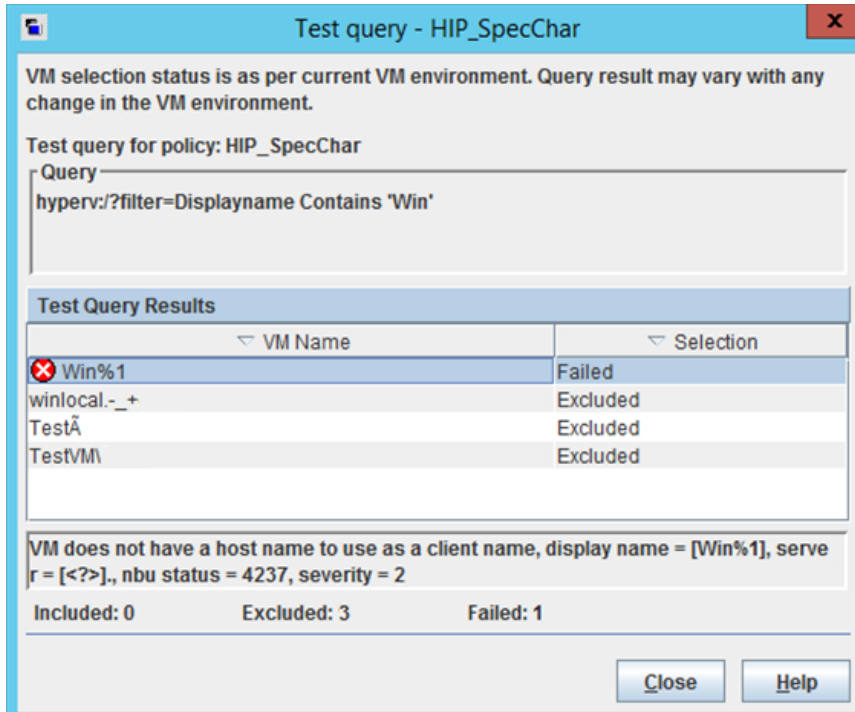 Test query - HIP_SpecChar
x
VM selection status is as per current VM environment. Query result may vary with any
change in the VM environment.
Test query for policy: HIP_SpecChar
Query
hyperv:/?filter=Displayname Contains 'Win'
Test Query Results
VM Name Selection
Win%1 Failed
winlocal.-_+ Excluded
TestÃ Excluded
TestVM\ Excluded
VM does not have a host name to use as a client name, display name = [Win%1], serve
r = [<?>]., nbu status = 4237, severity = 2
Included: 0 Excluded: 3 Failed: 1
Close Help